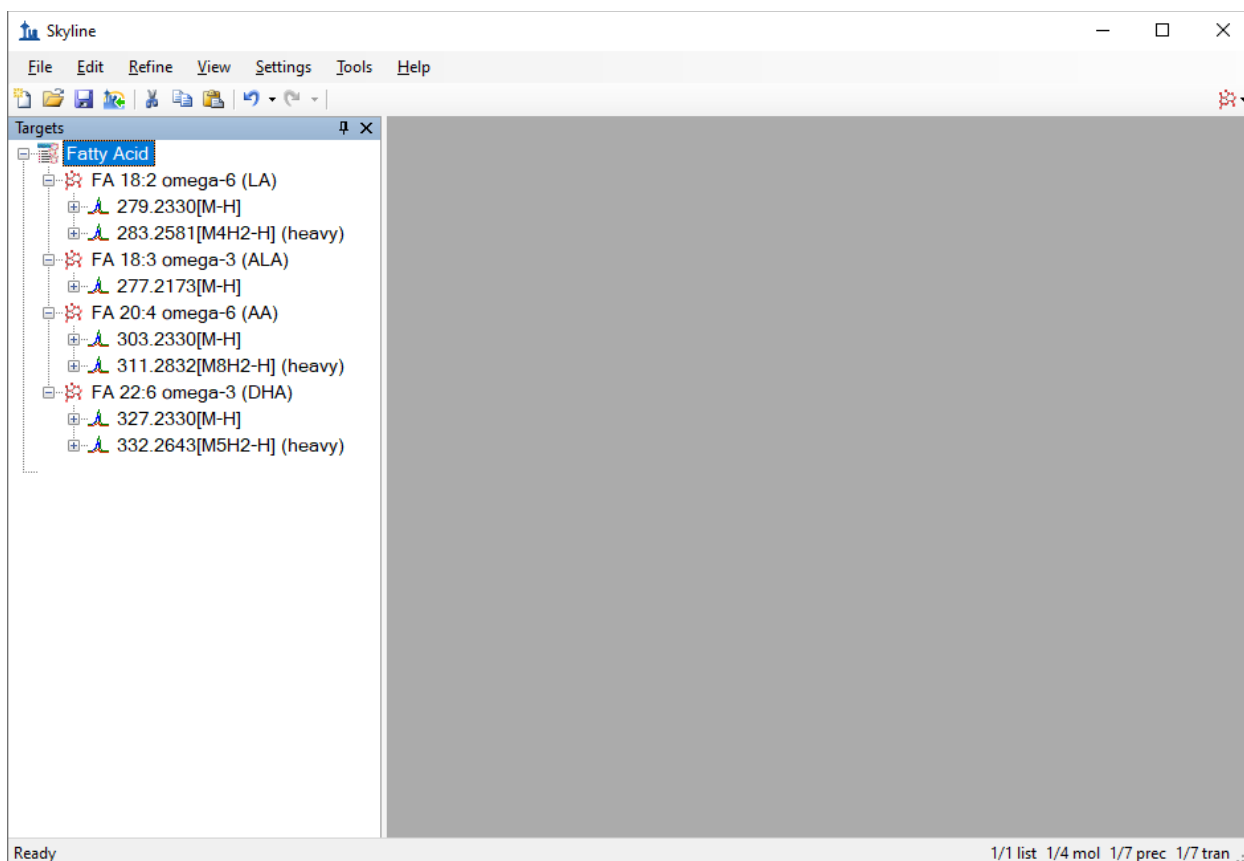 Skyline
File Edit Refine View Settings Tools Help
Targets
Fatty Acid
FA 18:2 omega-6 (LA)
279.2330[M-H]
283.2581[M4H2-H] (heavy)
FA 18:3 omega-3 (ALA)
277.2173[M-H]
FA 20:4 omega-6 (AA)
303.2330[M-H]
311.2832[M8H2-H] (heavy)
FA 22:6 omega-3 (DHA)
327.2330[M-H]
332.2643[M5H2-H] (heavy)
Ready 1/1 list 1/4 mol 1/7 prec 1/7 tran